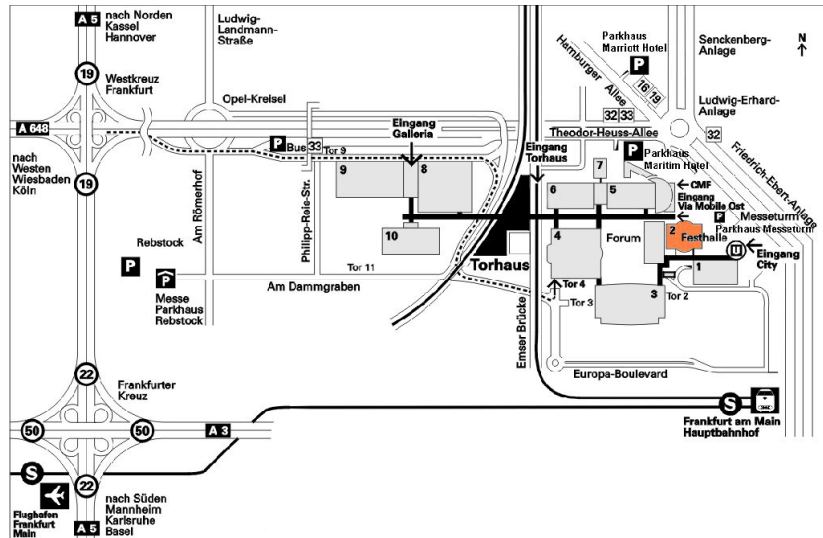 A 5
nach Norden
Kassel
Hannover
Ludwig-
Landmann-
Straße
19
Westkreuz
Frankfurt
Opel-Kreisel
A 648
nach
Westen
Wiesbaden
Köln
19
Eingang
Galleria
P
Bus 33
Tor 9
9
8
10
Am Römerhof
Philipp-Reis-Str.
Rebstock
P
P
Messe
Parkhaus
Rebstock
Tor 11
Am Dammgraben
Parkhaus
Marriott Hotel
P
Hamburger Allee
16 19
32 33
Theodor-Heuss-Allee
Senckenberg-
Anlage
N
Ludwig-Erhard-
Anlage
32
Friedrich-Ebert-Anlage
Eingang
Torhaus
P
Parkhaus
Maritim Hotel
7
6
5
CMF
Eingang
Via Mobile Ost
P
Messeturm
Parkhaus Messeturm
2
Festhalle
U
Eingang
City
1
4
Forum
Torhaus
Tor 4
Tor 3
3
Tor 2
Emser Brücke
Europa-Boulevard
22
Frankfurter
Kreuz
50
50
A 3
S
Frankfurt am Main
Hauptbahnhof
S
22
Flughafen
Frankfurt
Main
nach Süden
Mannheim
Karlsruhe
Basel
A 5